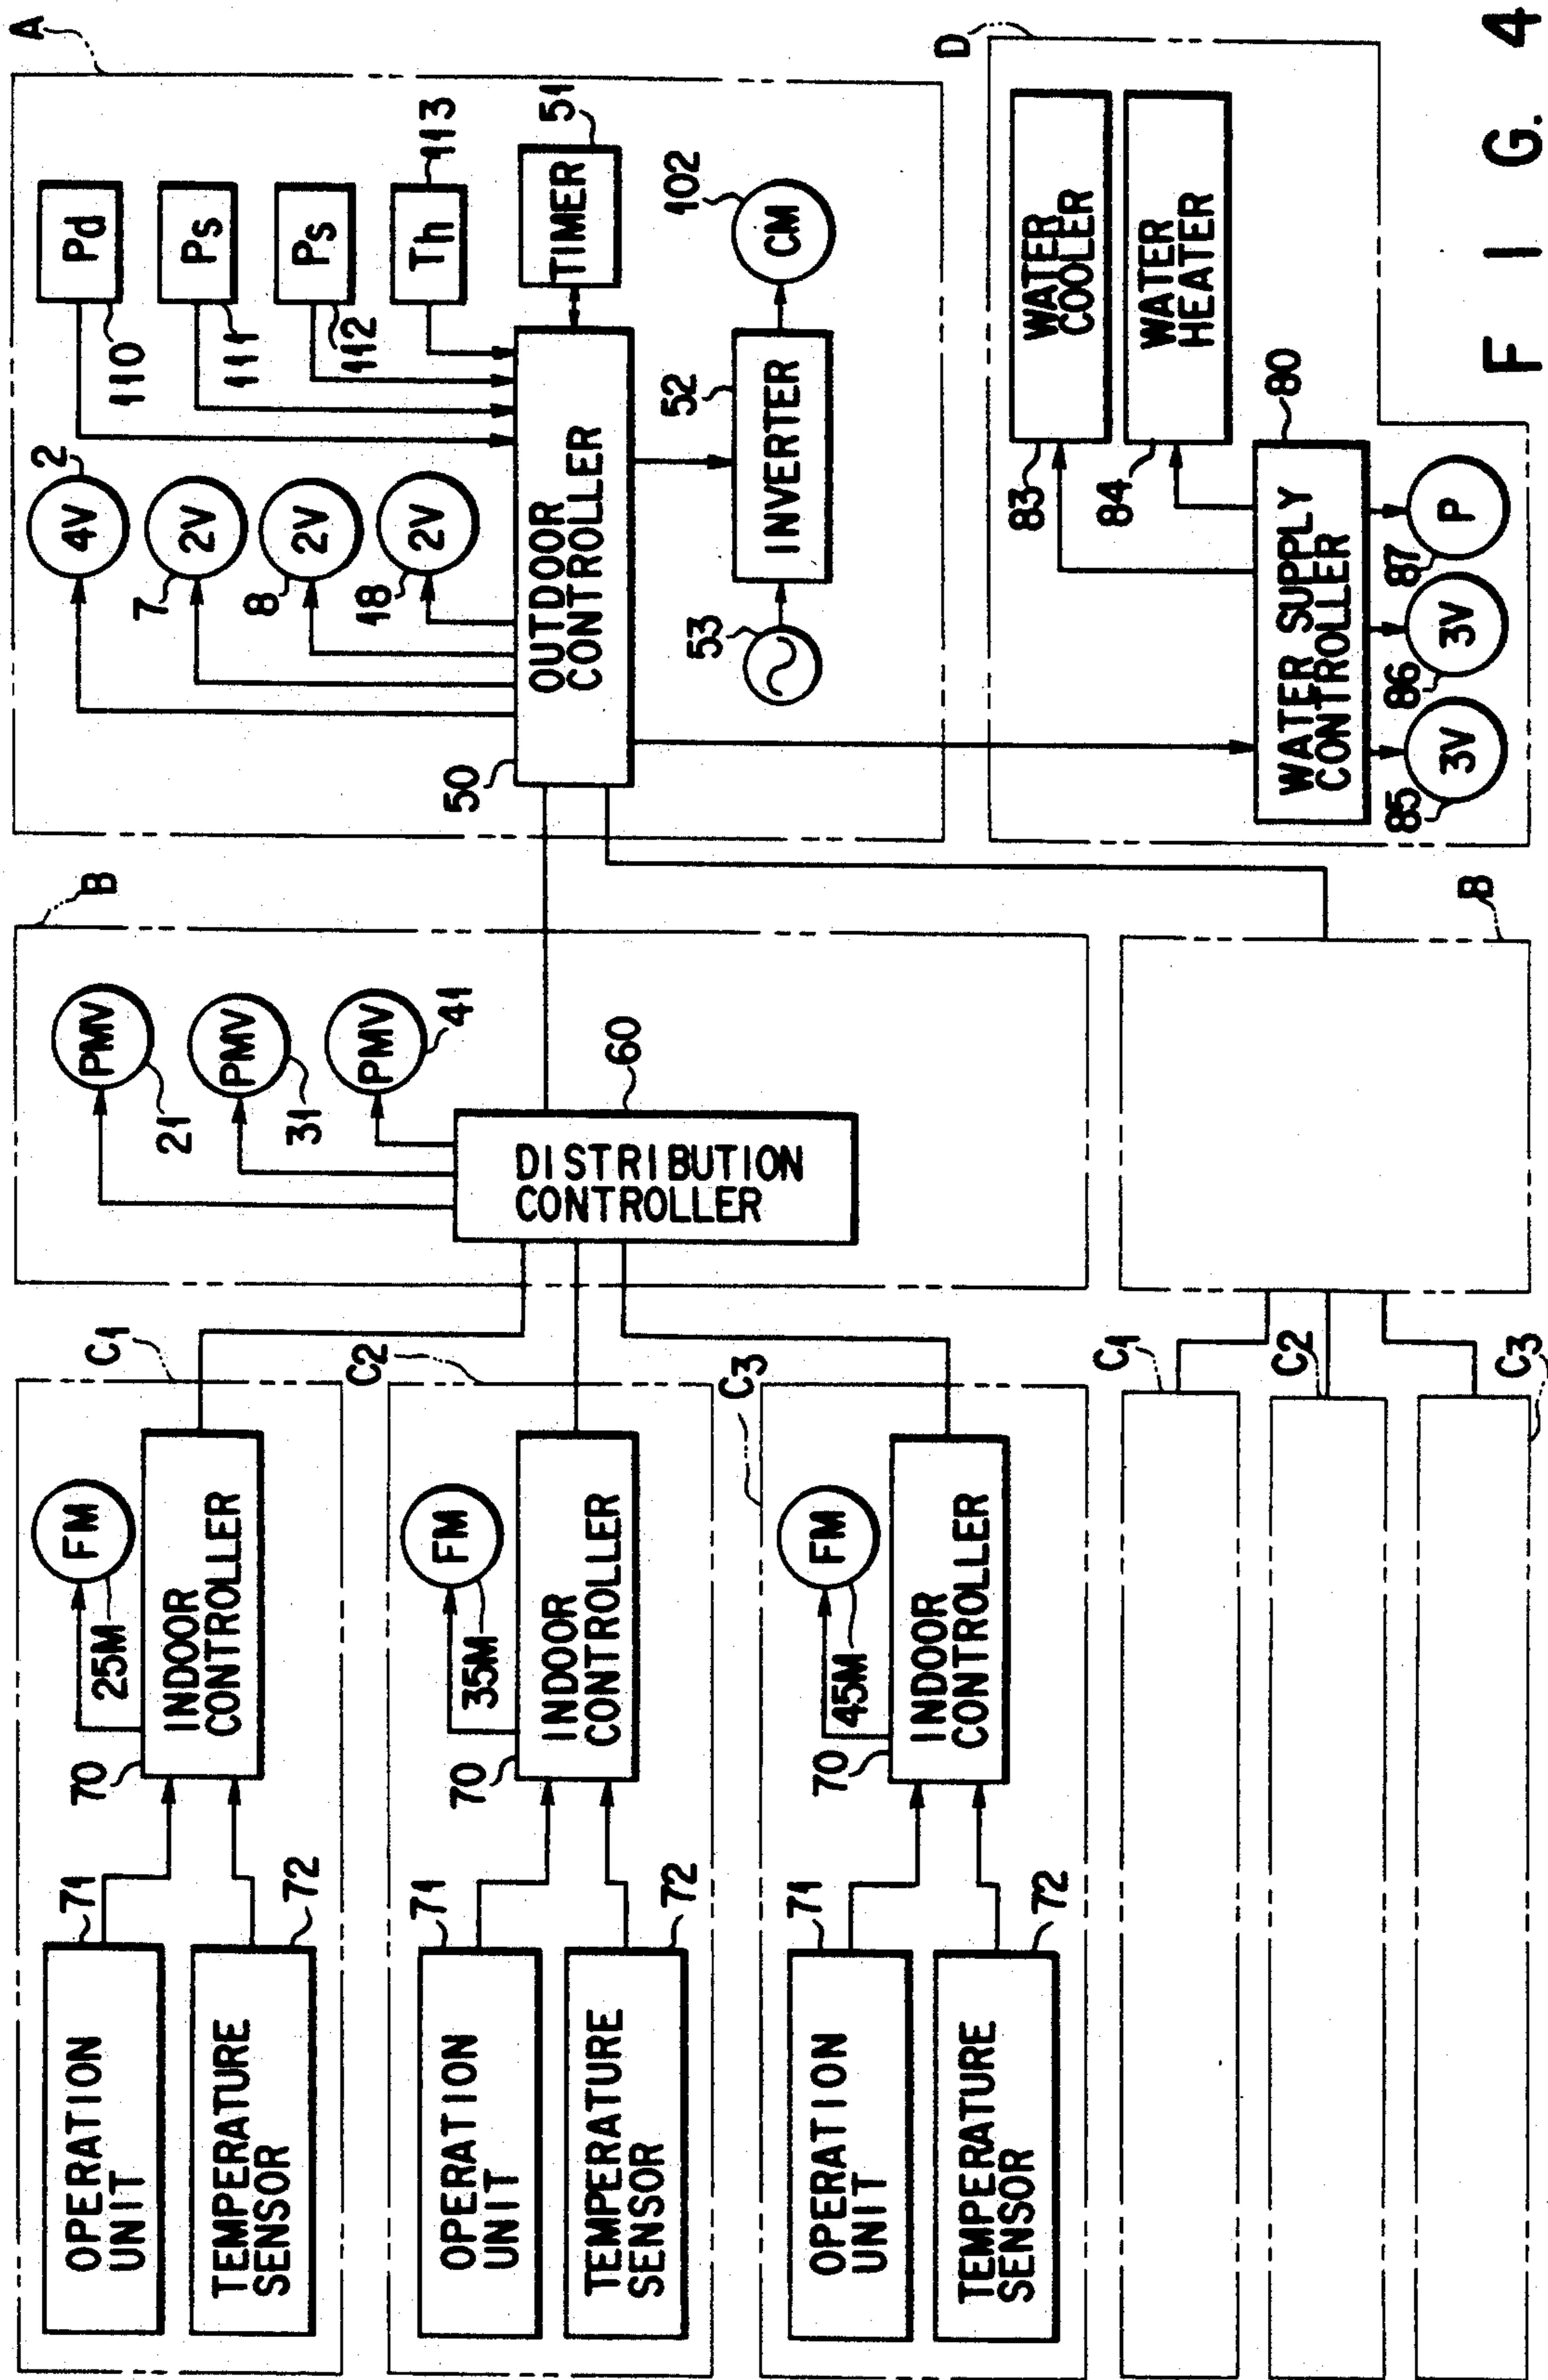 A
Pd
110
Ps
111
Ps
112
Th
113
TIMER
51
4V
2
2V
7
2V
8
2V
18
OUTDOOR
CONTROLLER
50
INVERTER
52
53
CM
102
D
WATER
COOLER
83
WATER
HEATER
84
WATER SUPPLY
CONTROLLER
80
3V
85
3V
86
P
87
B
PMV
21
PMV
31
PMV
41
DISTRIBUTION
CONTROLLER
60
B
C1
FM
25M
INDOOR
CONTROLLER
70
OPERATION
UNIT
71
TEMPERATURE
SENSOR
72
C2
FM
35M
INDOOR
CONTROLLER
70
OPERATION
UNIT
71
TEMPERATURE
SENSOR
72
C3
FM
45M
INDOOR
CONTROLLER
70
OPERATION
UNIT
71
TEMPERATURE
SENSOR
72
C1
C2
C3
FIG. 4